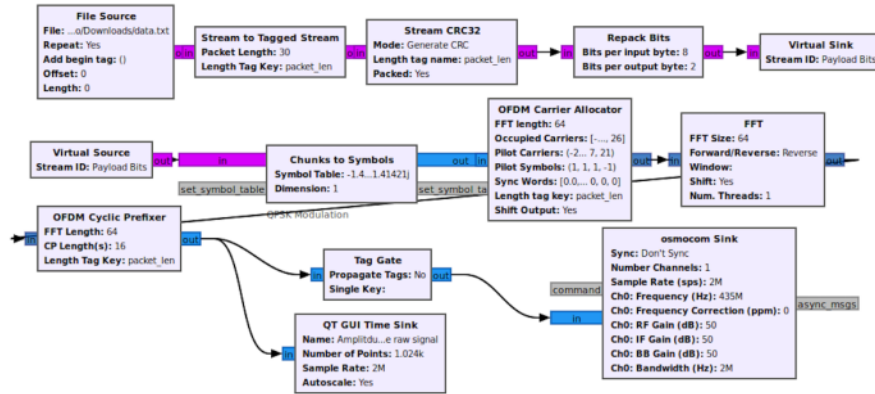 File Source
File: ...o/Downloads/data.txt
Repeat: Yes
Add begin tag: ()
Offset: 0
Length: 0
out
in
Stream to Tagged Stream
Packet Length: 30
Length Tag Key: packet_len
in
Stream CRC32
Mode: Generate CRC
Length tag name: packet_len
Packed: Yes
out
in
Repack Bits
Bits per input byte: 8
Bits per output byte: 2
out
in
Virtual Sink
Stream ID: Payload Bits
Virtual Source
Stream ID: Payload Bits
out
in
set_symbol_table
Chunks to Symbols
Symbol Table: -1.4...1.41421j
Dimension: 1
out
set_symbol_ta
QPSK Modulation
in
OFDM Carrier Allocator
FFT length: 64
Occupied Carriers: [-..., 26]
Pilot Carriers: (-2... 7, 21)
Pilot Symbols: (1, 1, 1, -1)
Sync Words: [0.0,... 0, 0, 0]
Length tag key: packet_len
Shift Output: Yes
out
in
FFT
FFT Size: 64
Forward/Reverse: Reverse
Window:
Shift: Yes
Num. Threads: 1
out
in
OFDM Cyclic Prefixer
FFT Length: 64
CP Length(s): 16
Length Tag Key: packet_len
out
in
Tag Gate
Propagate Tags: No
Single Key:
out
in
QT GUI Time Sink
Name: Amplitdu...e raw signal
Number of Points: 1.024k
Sample Rate: 2M
Autoscale: Yes
command
in
osmocom Sink
Sync: Don't Sync
Number Channels: 1
Sample Rate (sps): 2M
Ch0: Frequency (Hz): 435M
Ch0: Frequency Correction (ppm): 0
Ch0: RF Gain (dB): 50
Ch0: IF Gain (dB): 50
Ch0: BB Gain (dB): 50
Ch0: Bandwidth (Hz): 2M
async_msgs